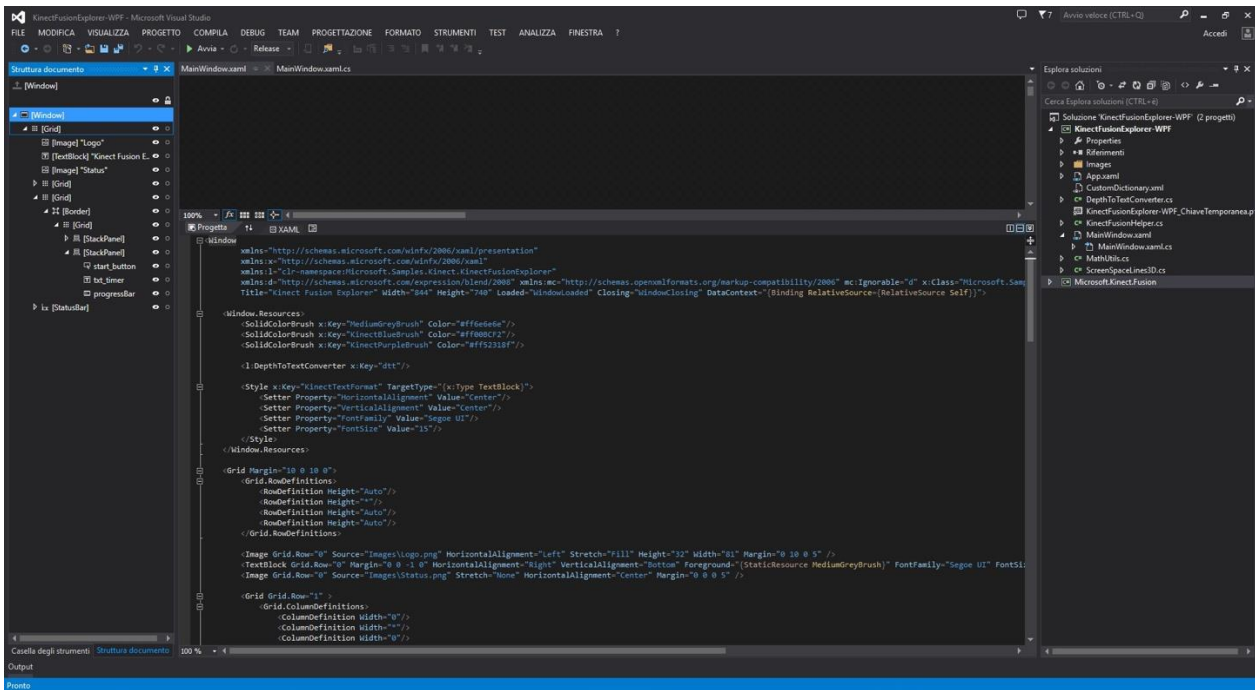 KinectFusionExplorer-WPF - Microsoft Visual Studio
7 Avvio veloce (CTRL+Q)
FILE MODIFICA VISUALIZZA PROGETTO COMPILA DEBUG TEAM PROGETTAZIONE FORMATO STRUMENTI TEST ANALIZZA FINESTRA ?
Accedi
Avvia Release
Struttura documento
[Window]
[Window]
[Grid]
[Image] "Logo"
[TextBlock] "Kinect Fusion E..
[Image] "Status"
[Grid]
[Grid]
[Border]
[Grid]
[StackPanel]
[StackPanel]
start_button
txt_timer
progressBar
[StatusBar]
Casella degli strumenti Struttura documento
MainWindow.xaml MainWindow.xaml.cs
100% fx
Progetta XAML
<Window
xmlns="http://schemas.microsoft.com/winfx/2006/xaml/presentation"
xmlns:x="http://schemas.microsoft.com/winfx/2006/xaml"
xmlns:l="clr-namespace:Microsoft.Samples.Kinect.KinectFusionExplorer"
xmlns:d="http://schemas.microsoft.com/expression/blend/2008" xmlns:mc="http://schemas.openxmlformats.org/markup-compatibility/2006" mc:Ignorable="d" x:Class="Microsoft.Samp
Title="Kinect Fusion Explorer" Width="844" Height="740" Loaded="WindowLoaded" Closing="WindowClosing" DataContext="{Binding RelativeSource={RelativeSource Self}}">
<Window.Resources>
<SolidColorBrush x:Key="MediumGreyBrush" Color="#ff6e6e6e"/>
<SolidColorBrush x:Key="KinectBlueBrush" Color="#ff00BCF2"/>
<SolidColorBrush x:Key="KinectPurpleBrush" Color="#ff52318f"/>
<l:DepthToTextConverter x:Key="dtt"/>
<Style x:Key="KinectTextFormat" TargetType="{x:Type TextBlock}">
<Setter Property="HorizontalAlignment" Value="Center"/>
<Setter Property="VerticalAlignment" Value="Center"/>
<Setter Property="FontFamily" Value="Segoe UI"/>
<Setter Property="FontSize" Value="15"/>
</Style>
</Window.Resources>
<Grid Margin="10 0 10 0">
<Grid.RowDefinitions>
<RowDefinition Height="Auto"/>
<RowDefinition Height="*"/>
<RowDefinition Height="Auto"/>
<RowDefinition Height="Auto"/>
</Grid.RowDefinitions>
<Image Grid.Row="0" Source="Images\Logo.png" HorizontalAlignment="Left" Stretch="Fill" Height="32" Width="81" Margin="0 10 0 5" />
<TextBlock Grid.Row="0" Margin="0 0 -1 0" HorizontalAlignment="Right" VerticalAlignment="Bottom" Foreground="{StaticResource MediumGreyBrush}" FontFamily="Segoe UI" FontSi
<Image Grid.Row="0" Source="Images\Status.png" Stretch="None" HorizontalAlignment="Center" Margin="0 0 0 5" />
<Grid Grid.Row="1" >
<Grid.ColumnDefinitions>
<ColumnDefinition Width="0"/>
<ColumnDefinition Width="*"/>
<ColumnDefinition Width="0"/>
100 %
Esplora soluzioni
Cerca Esplora soluzioni (CTRL+è)
Soluzione 'KinectFusionExplorer-WPF' (2 progetti)
KinectFusionExplorer-WPF
Properties
Riferimenti
Images
App.xaml
CustomDictionary.xml
DepthToTextConverter.cs
KinectFusionExplorer-WPF_ChiaveTemporanea.p
KinectFusionHelper.cs
MainWindow.xaml
MainWindow.xaml.cs
MathUtils.cs
ScreenSpaceLines3D.cs
Microsoft.Kinect.Fusion
Output
Pronto